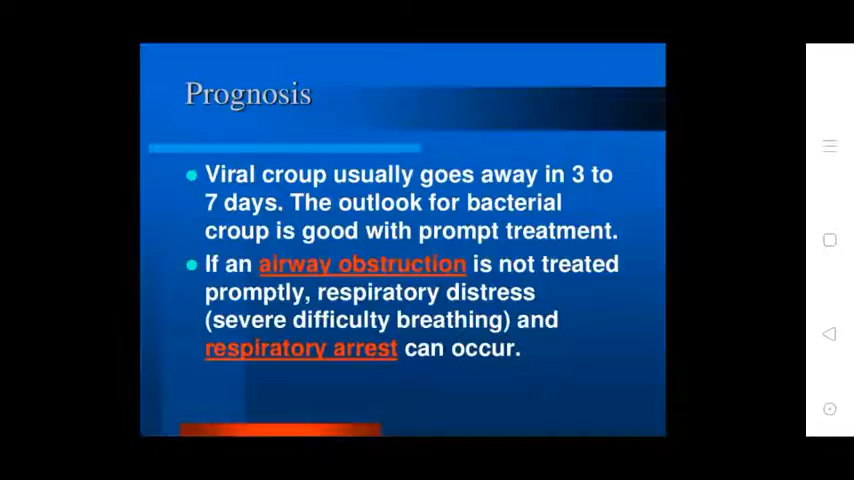 Prognosis
Viral croup usually goes away in 3 to
7 days. The outlook for bacterial
croup is good with prompt treatment.
If an airway obstruction is not treated
promptly, respiratory distress
(severe difficulty breathing) and
respiratory arrest can occur.